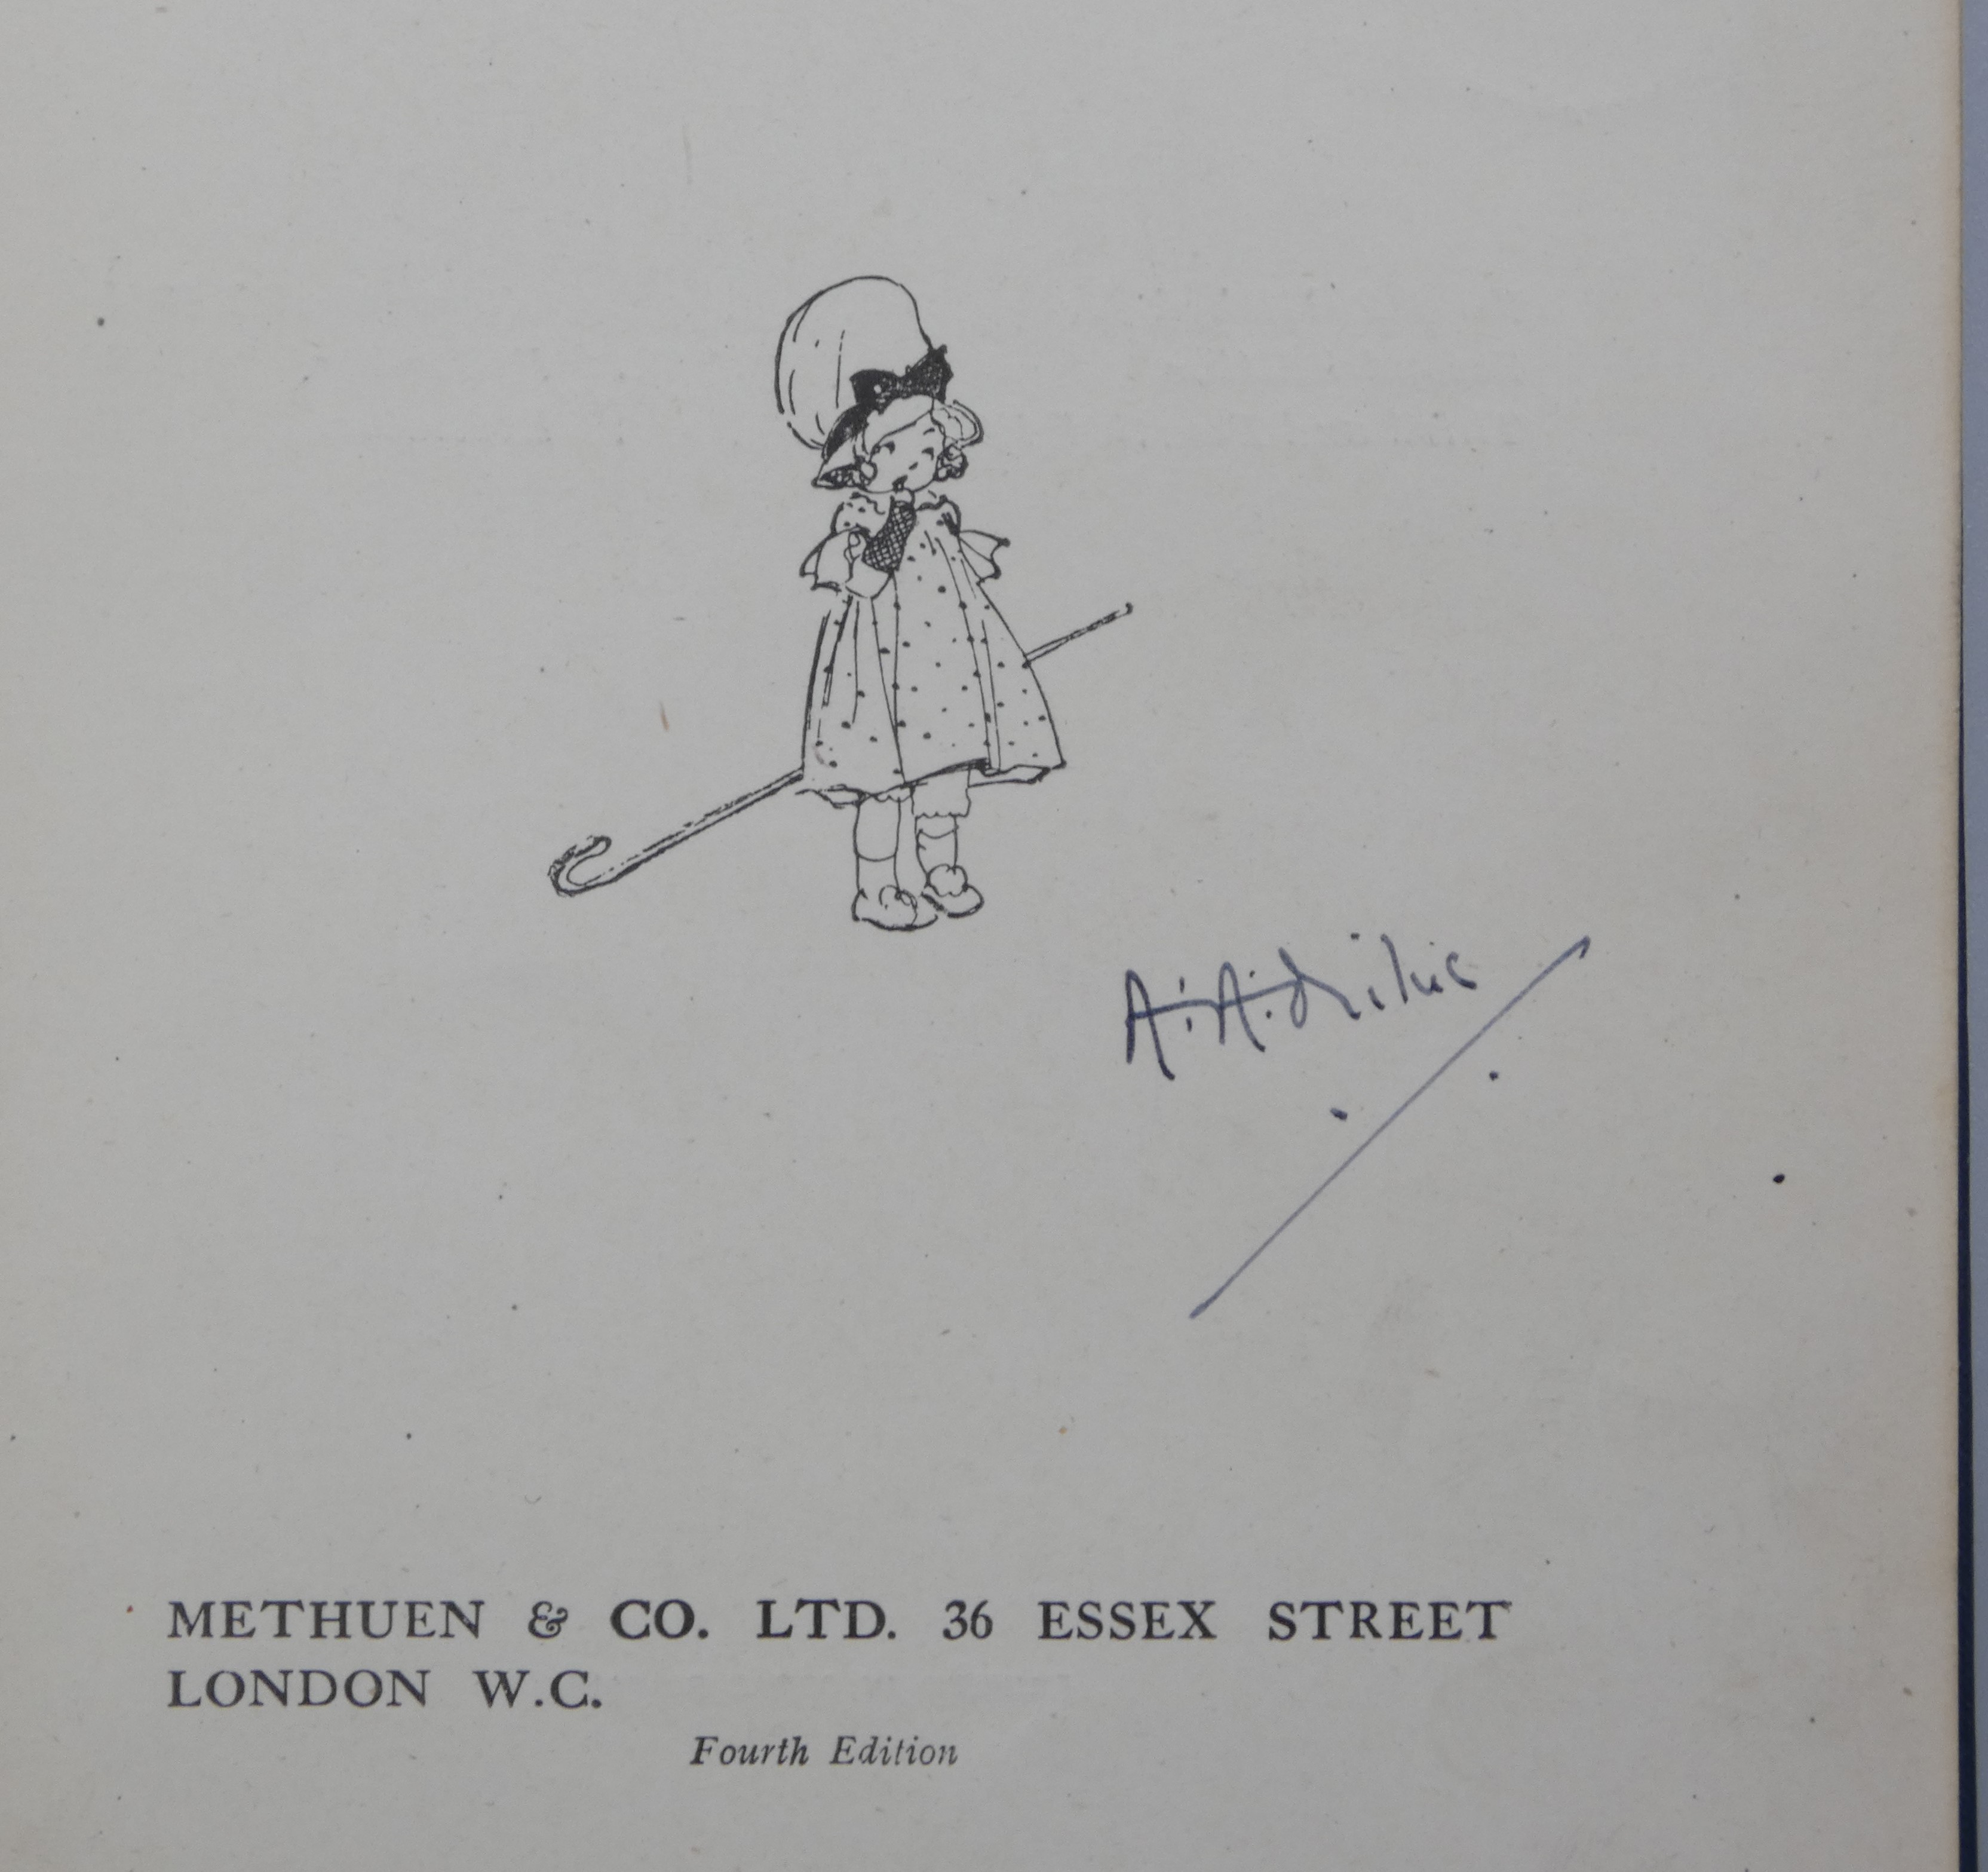 A. A. Milne
METHUEN & CO. LTD. 36 ESSEX STREET
LONDON W.C.
Fourth Edition